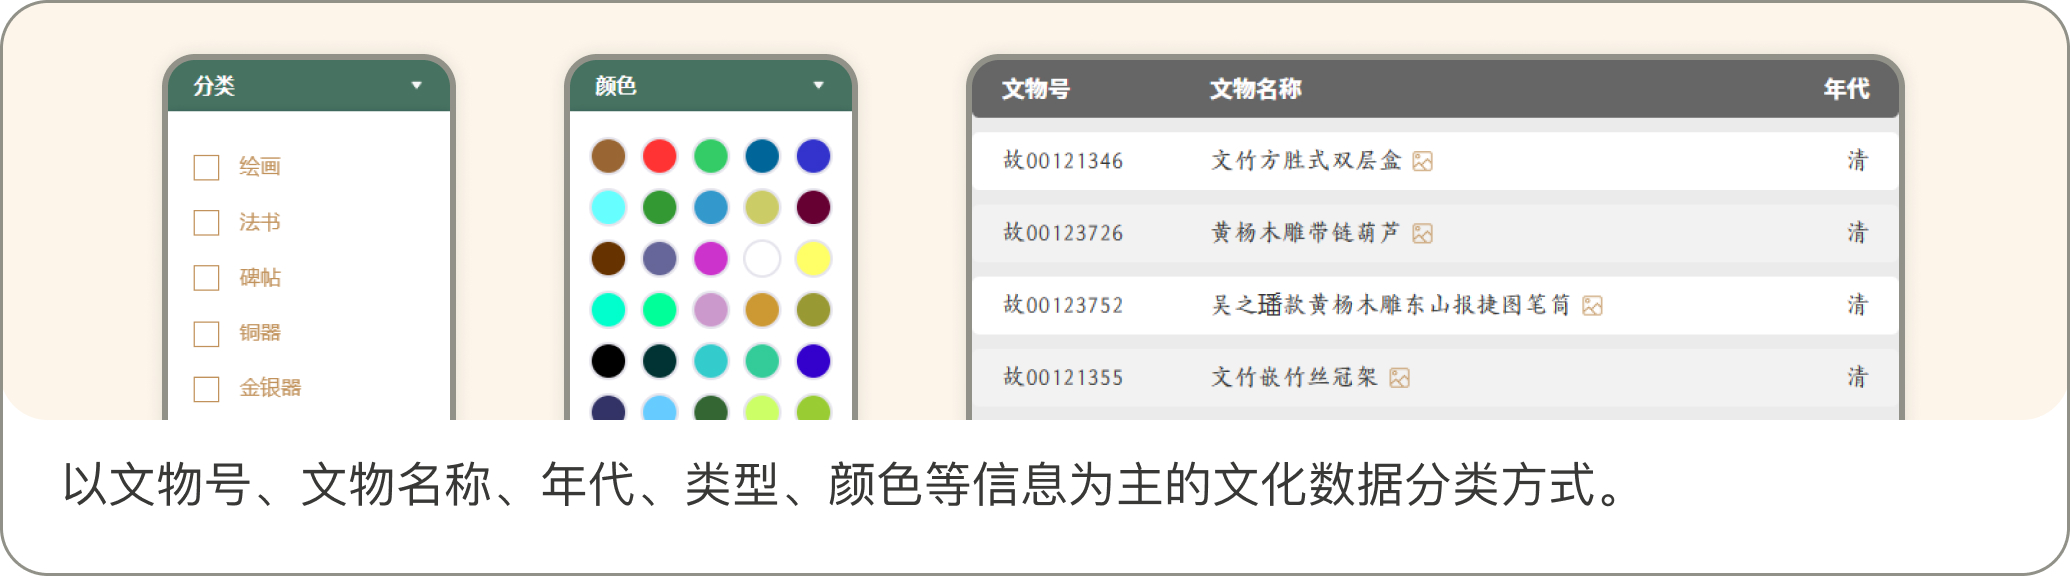 分类
绘画
法书
碑帖
铜器
金银器
颜色
文物号 文物名称 年代
故00121346 文竹方胜式双层盒 清
故00123726 黄杨木雕带链葫芦 清
故00123752 吴之璠款黄杨木雕东山报捷图笔筒 清
故00121355 文竹嵌竹丝冠架 清
以文物号、文物名称、年代、类型、颜色等信息为主的文化数据分类方式。